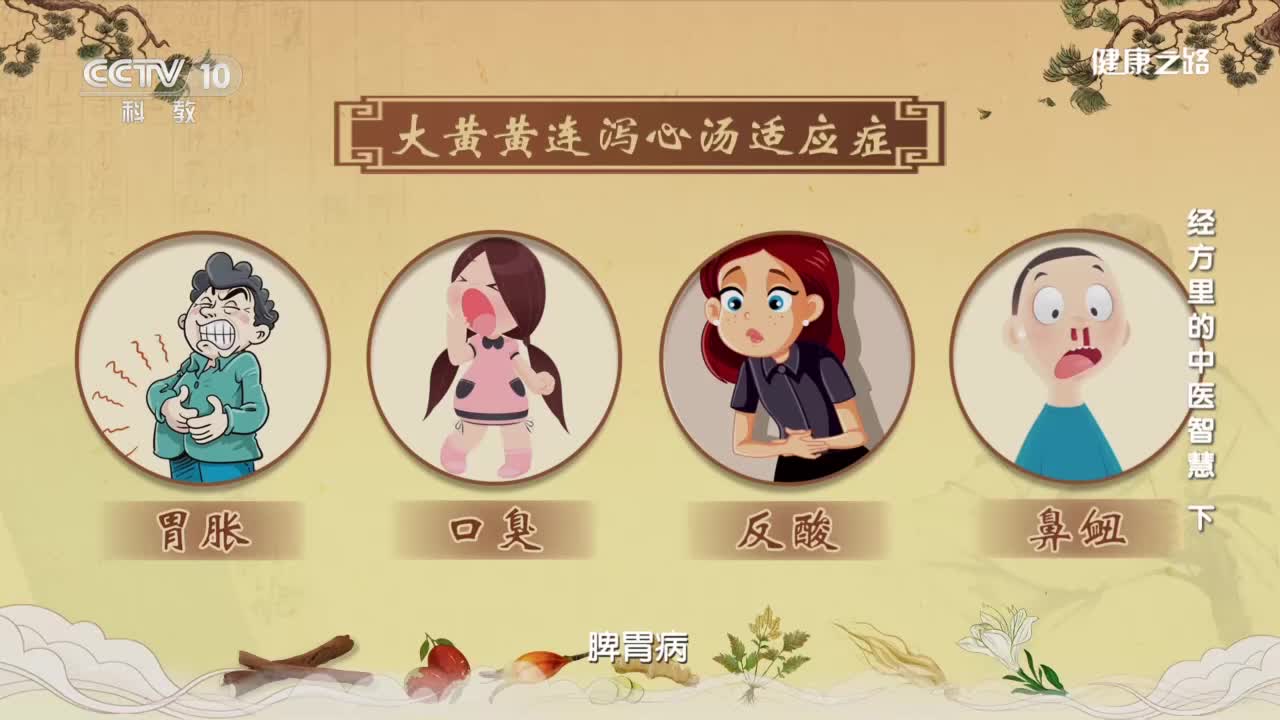 CCTV 10
科教
健康之路
大黄黄连泻心汤适应症
胃胀
口臭
反酸
鼻衄
经方里的中医智慧 下
脾胃病